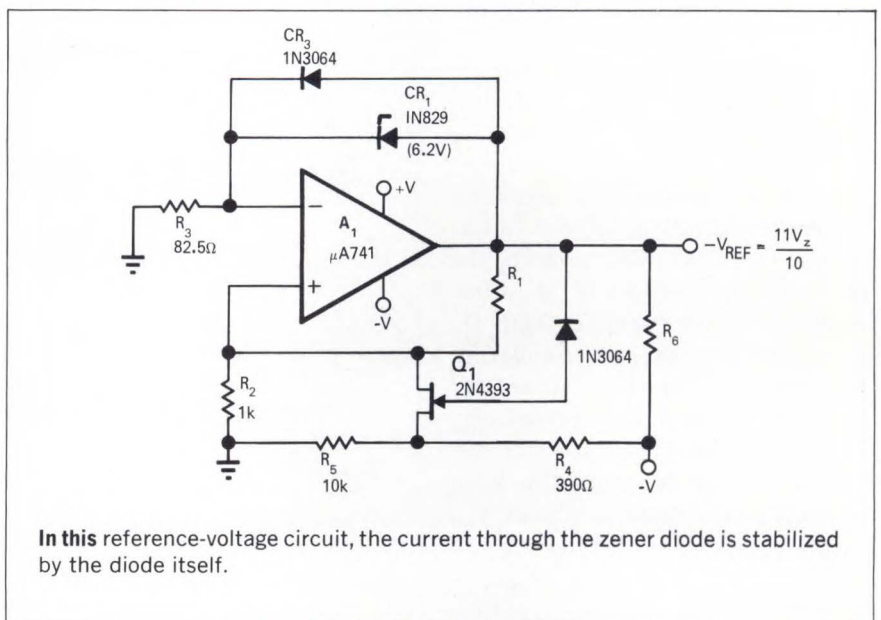 CR3
1N3064
CR1
IN829
(6.2V)
+V
A1
μA741
−
+
-V
R3
82.5Ω
R1
−VREF = 11Vz/10
R6
1N3064
Q1
2N4393
R2
1k
R5
10k
R4
390Ω
-V
In this reference-voltage circuit, the current through the zener diode is stabilized
by the diode itself.